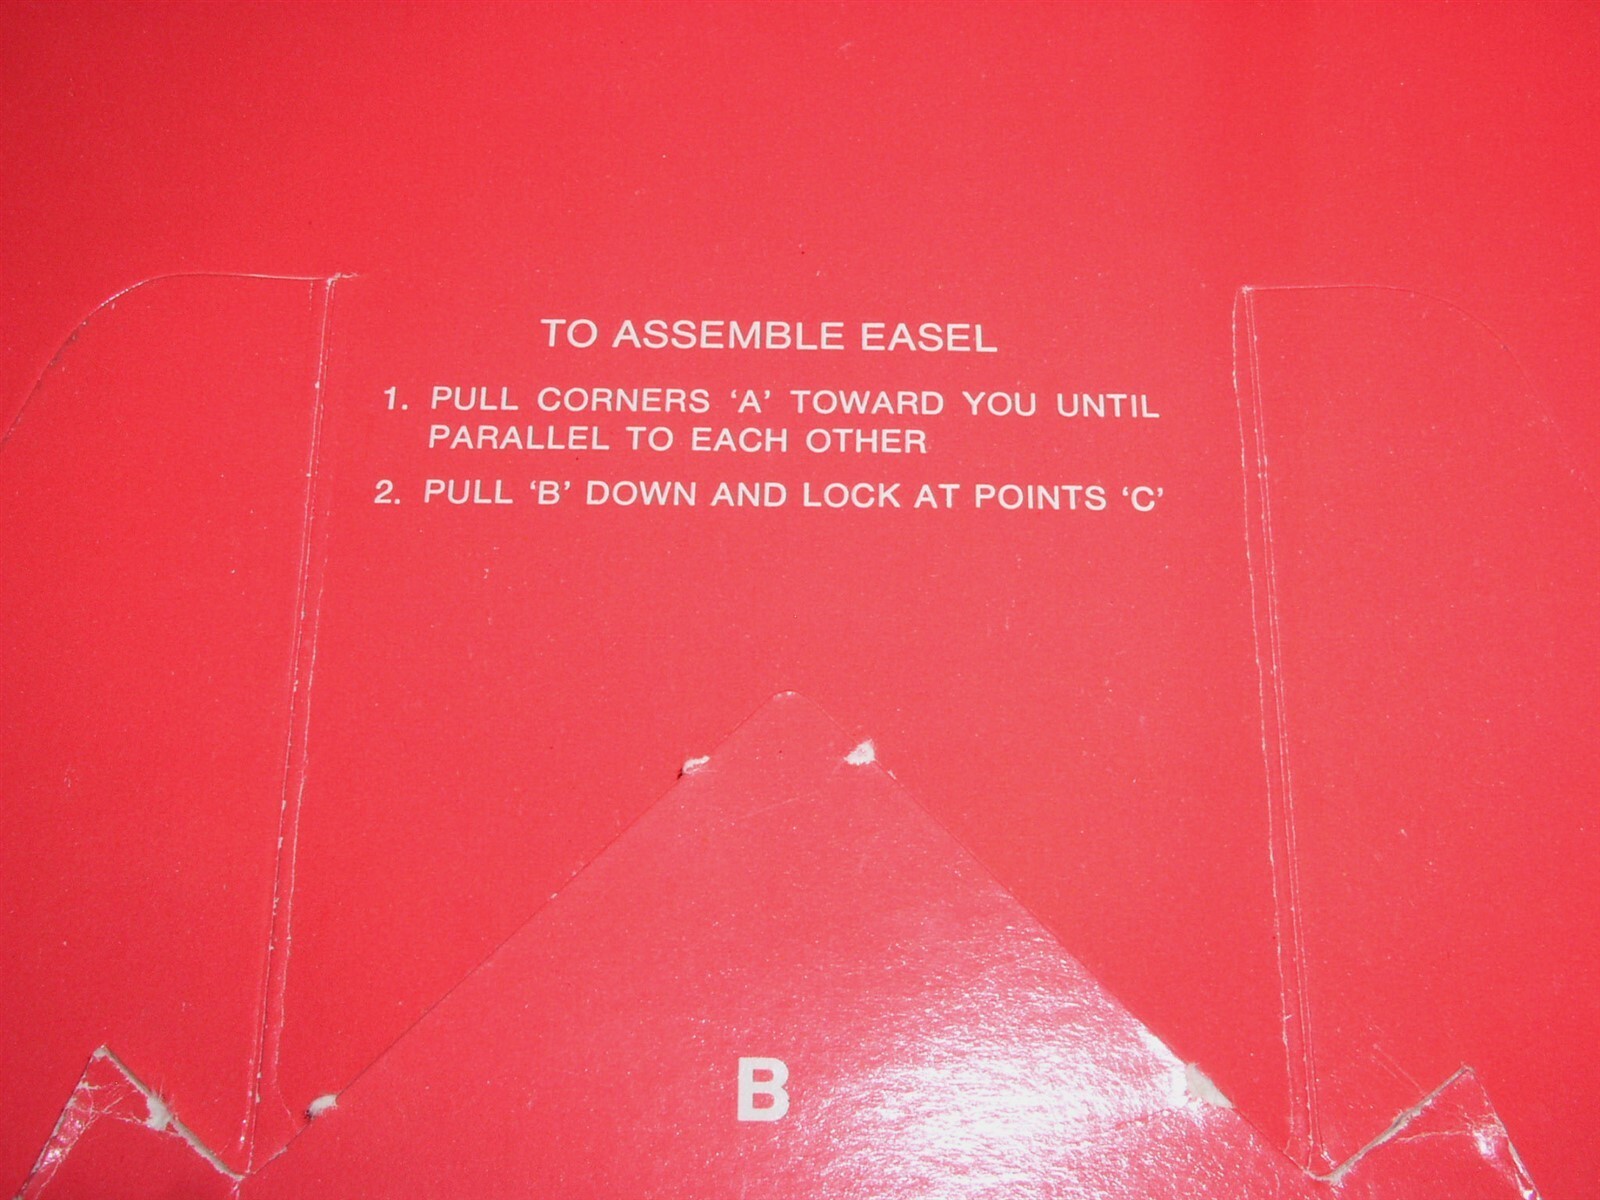 TO ASSEMBLE EASEL
1. PULL CORNERS ‘A’ TOWARD YOU UNTIL
PARALLEL TO EACH OTHER
2. PULL ‘B’ DOWN AND LOCK AT POINTS ‘C’
B